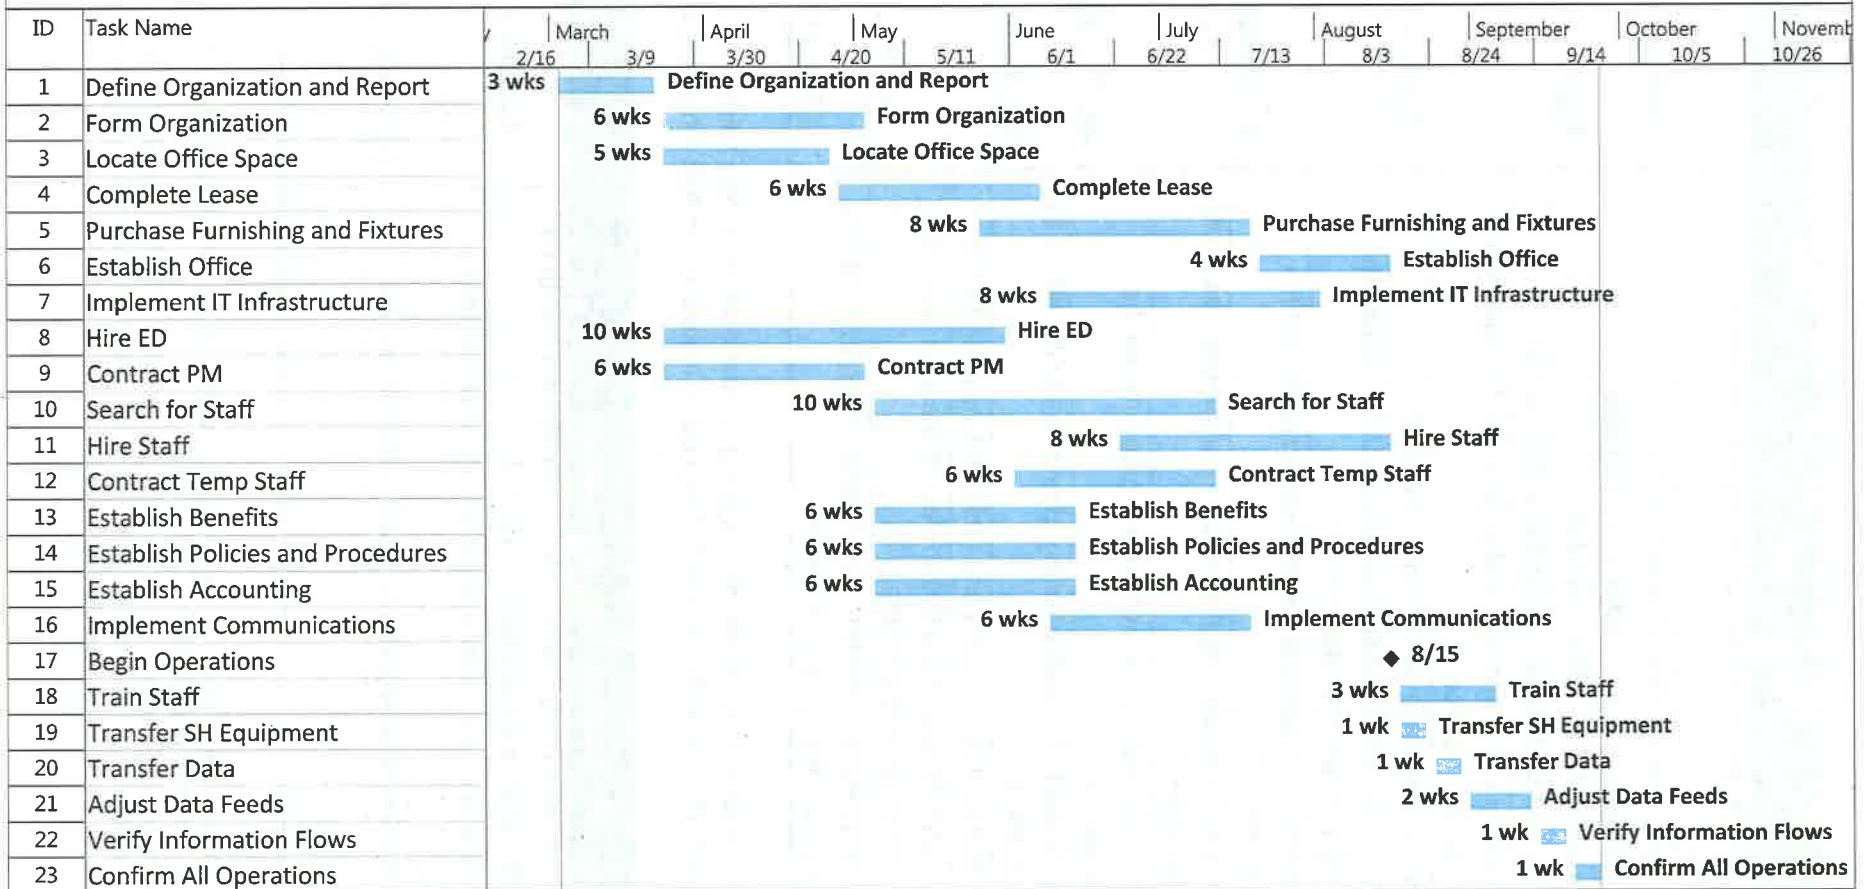 ID Task Name March April May June July August September October Novemb
2/16 3/9 3/30 4/20 5/11 6/1 6/22 7/13 8/3 8/24 9/14 10/5 10/26
1 Define Organization and Report 3 wks Define Organization and Report
2 Form Organization 6 wks Form Organization
3 Locate Office Space 5 wks Locate Office Space
4 Complete Lease 6 wks Complete Lease
5 Purchase Furnishing and Fixtures 8 wks Purchase Furnishing and Fixtures
6 Establish Office 4 wks Establish Office
7 Implement IT Infrastructure 8 wks Implement IT Infrastructure
8 Hire ED 10 wks Hire ED
9 Contract PM 6 wks Contract PM
10 Search for Staff 10 wks Search for Staff
11 Hire Staff 8 wks Hire Staff
12 Contract Temp Staff 6 wks Contract Temp Staff
13 Establish Benefits 6 wks Establish Benefits
14 Establish Policies and Procedures 6 wks Establish Policies and Procedures
15 Establish Accounting 6 wks Establish Accounting
16 Implement Communications 6 wks Implement Communications
17 Begin Operations 8/15
18 Train Staff 3 wks Train Staff
19 Transfer SH Equipment 1 wk Transfer SH Equipment
20 Transfer Data 1 wk Transfer Data
21 Adjust Data Feeds 2 wks Adjust Data Feeds
22 Verify Information Flows 1 wk Verify Information Flows
23 Confirm All Operations 1 wk Confirm All Operations